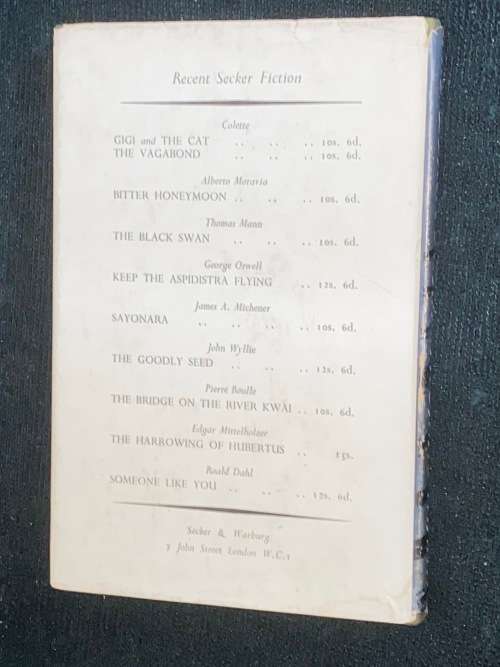 Recent Secker Fiction
Colette
GIGI and THE CAT .. .. .. 10s. 6d.
THE VAGABOND .. .. .. 10s. 6d.
Alberto Moravia
BITTER HONEYMOON .. .. .. 10s. 6d.
Thomas Mann
THE BLACK SWAN .. .. .. 10s. 6d.
George Orwell
KEEP THE ASPIDISTRA FLYING .. 12s. 6d.
James A. Michener
SAYONARA .. .. .. .. 10s. 6d.
John Wyllie
THE GOODLY SEED .. .. .. 12s. 6d.
Pierre Boulle
THE BRIDGE ON THE RIVER KWAI .. 10s. 6d.
Edgar Mittelholzer
THE HARROWING OF HUBERTUS .. 15s.
Roald Dahl
SOMEONE LIKE YOU .. .. .. 12s. 6d.
Secker & Warburg
7 John Street London W.C.1